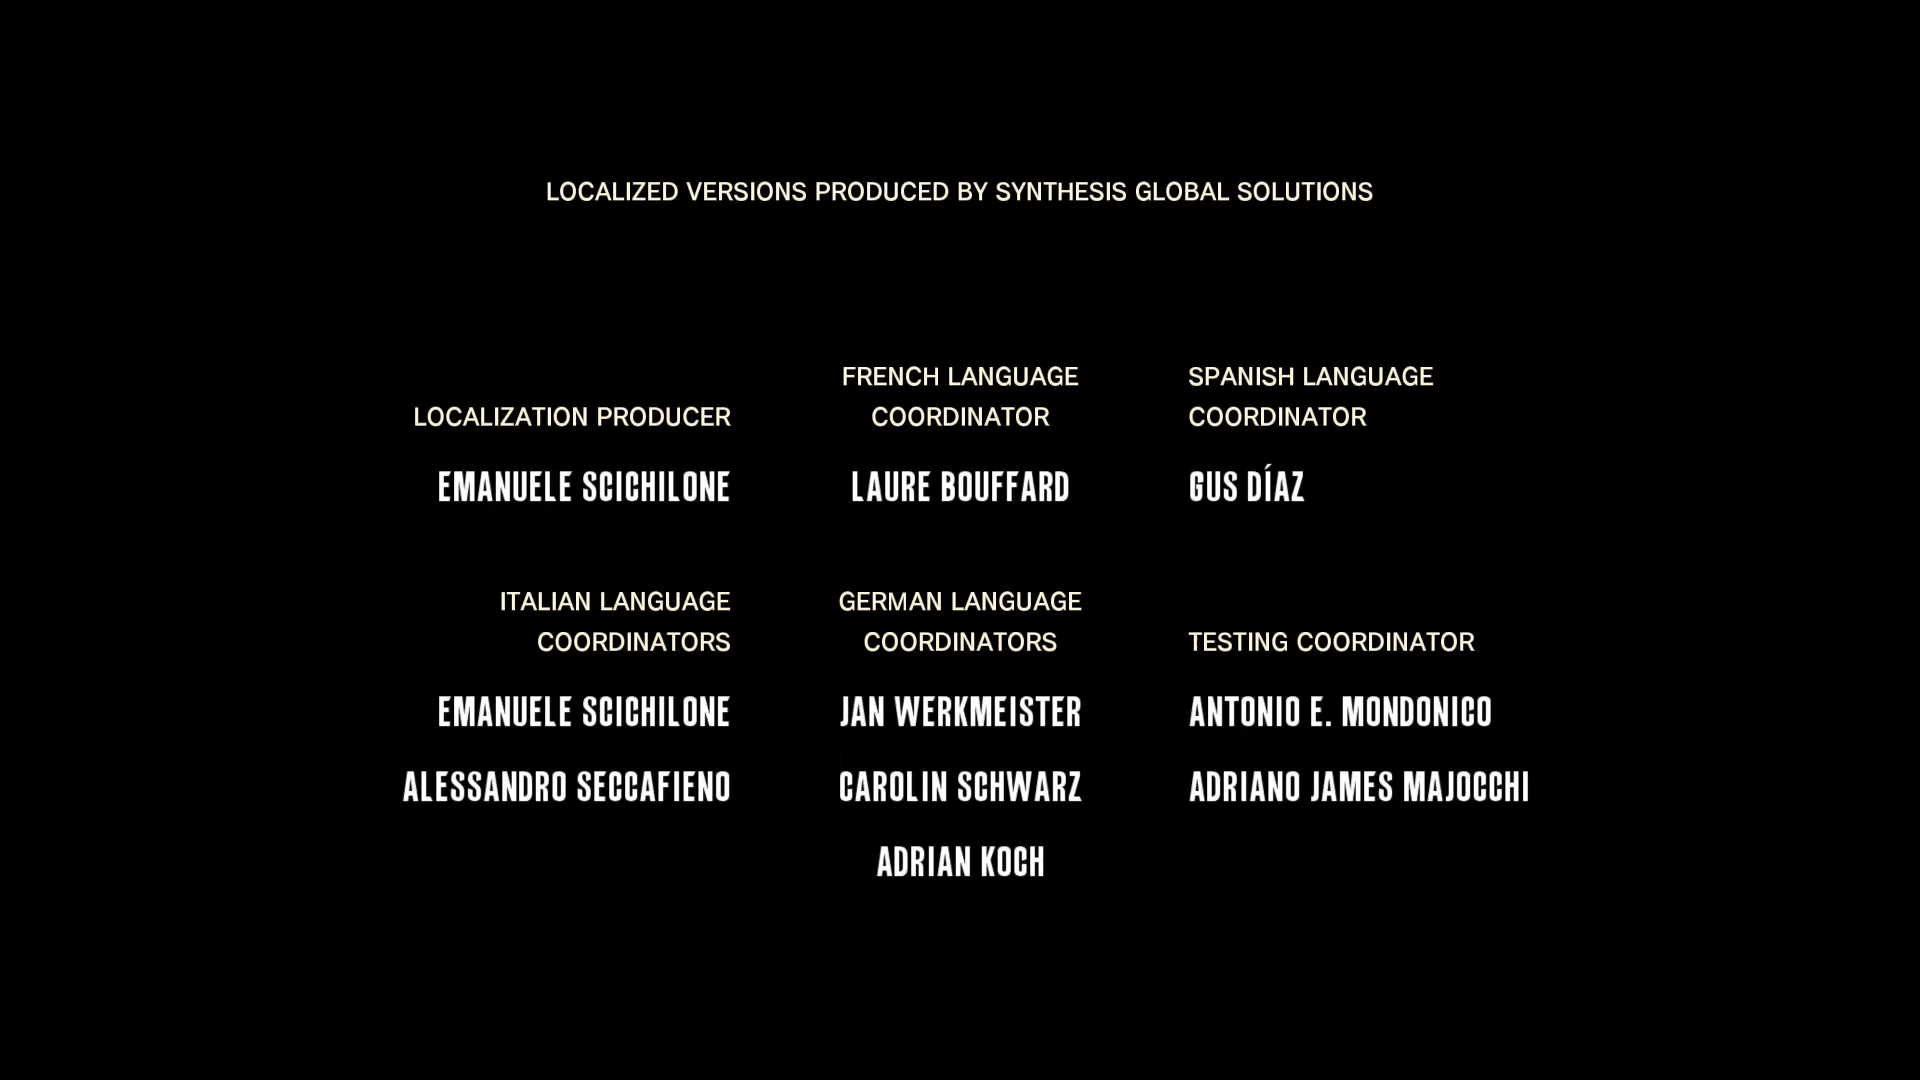 LOCALIZED VERSIONS PRODUCED BY SYNTHESIS GLOBAL SOLUTIONS
LOCALIZATION PRODUCER
EMANUELE SCICHILONE
FRENCH LANGUAGE
COORDINATOR
LAURE BOUFFARD
SPANISH LANGUAGE
COORDINATOR
GUS DÍAZ
ITALIAN LANGUAGE
COORDINATORS
EMANUELE SCICHILONE
ALESSANDRO SECCAFIENO
GERMAN LANGUAGE
COORDINATORS
JAN WERKMEISTER
CAROLIN SCHWARZ
ADRIAN KOCH
TESTING COORDINATOR
ANTONIO E. MONDONICO
ADRIANO JAMES MAJOCCHI